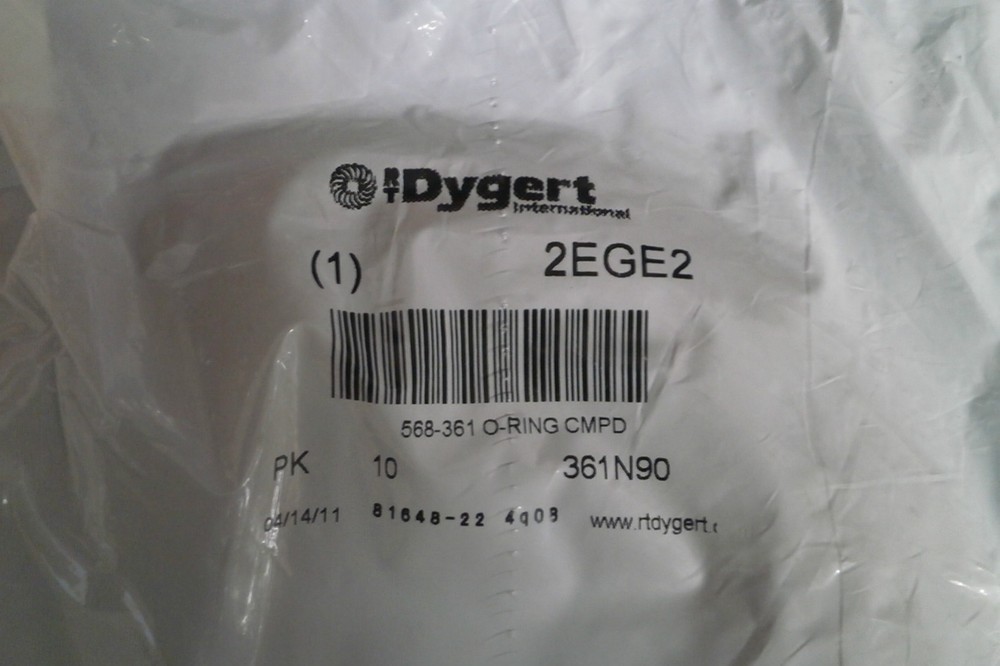 RT Dygert
International
(1) 2EGE2
568-361 O-RING CMPD
PK 10 361N90
04/14/11 81648-22 4q08 www.rtdygert.c